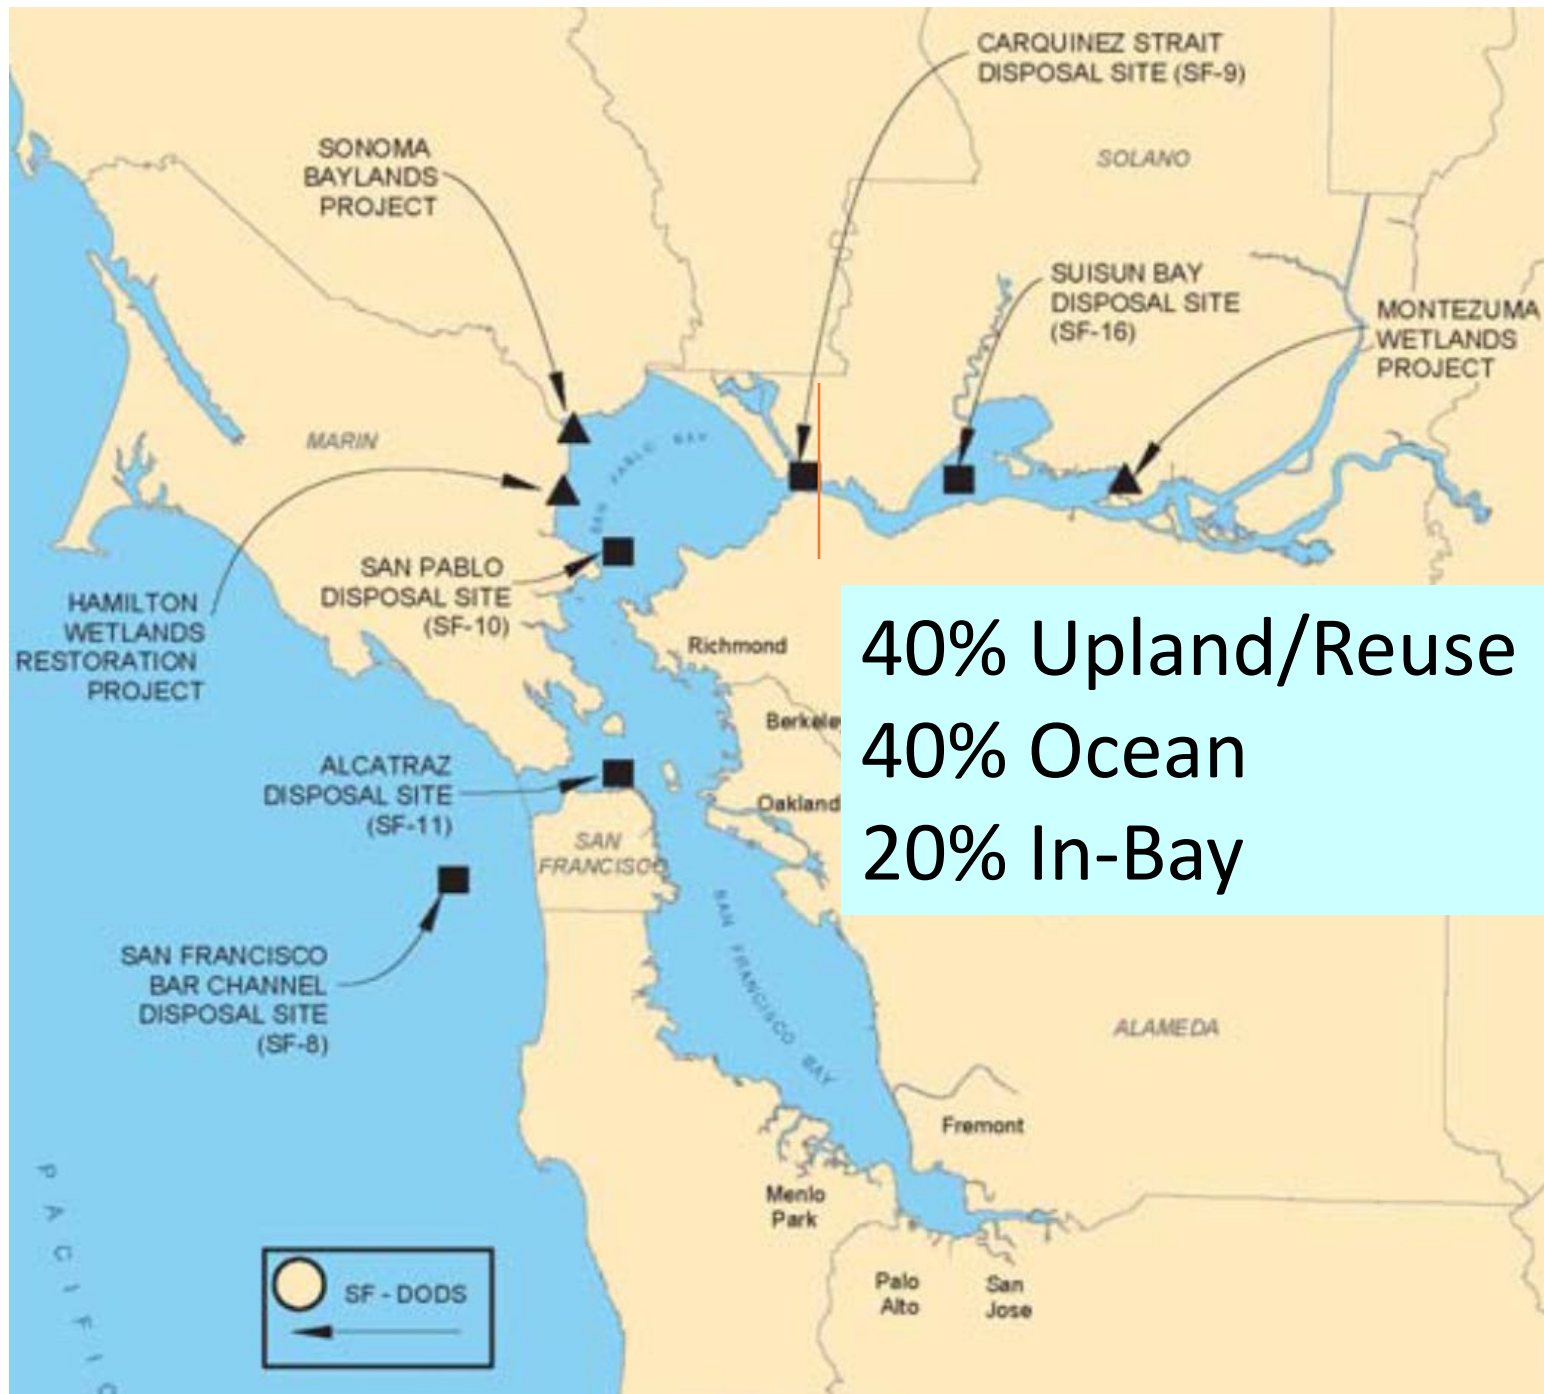 CARQUINEZ STRAIT
DISPOSAL SITE (SF-9)
SONOMA
BAYLANDS
PROJECT
SOLANO
SUISUN BAY
DISPOSAL SITE
(SF-16)
MONTEZUMA
WETLANDS
PROJECT
MARIN
SAN PABLO BAY
SAN PABLO
DISPOSAL SITE
(SF-10)
HAMILTON
WETLANDS
RESTORATION
PROJECT
Richmond
40% Upland/Reuse
40% Ocean
20% In-Bay
Berkele
Oakland
ALCATRAZ
DISPOSAL SITE
(SF-11)
SAN
FRANCISCO
SAN FRANCISCO BAY
SAN FRANCISCO
BAR CHANNEL
DISPOSAL SITE
(SF-8)
ALAMEDA
Fremont
Menlo
Park
Palo
Alto
San
Jose
PACIFIC
SF - DODS